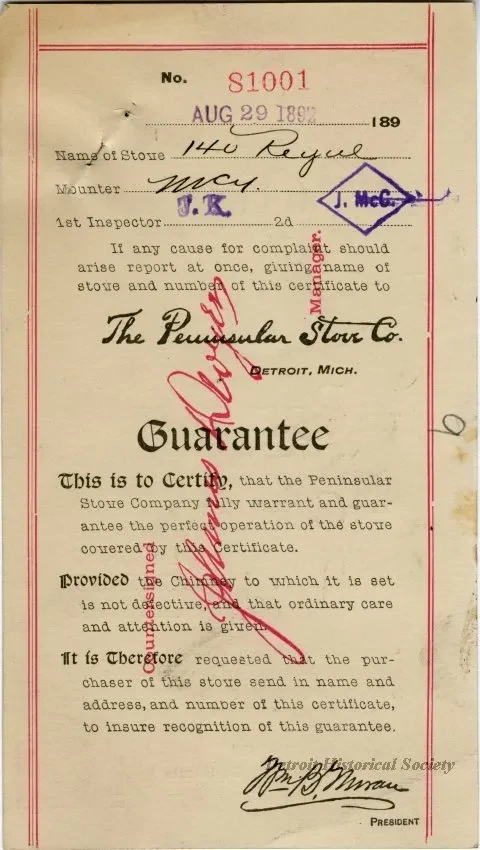 No. 81001
AUG 29 1892 189
Name of Stove 140
Mounter
1st Inspector J.K. 2d J. McG.
If any cause for complaint should
arise report at once, giving name of
stove and number of this certificate to
The Peninsular Stove Co.
Detroit, Mich.
Guarantee
This is to Certify, that the Peninsular
Stove Company fully warrant and guar-
antee the perfect operation of the stove
covered by this Certificate.
Provided the Chimney to which it is set
is not defective, and that ordinary care
and attention is given.
It is Therefore requested that the pur-
chaser of this stove send in name and
address, and number of this certificate,
to insure recognition of this guarantee.
Detroit Historical Society
Wm B. Moran
President
Countersigned
Manager.
6